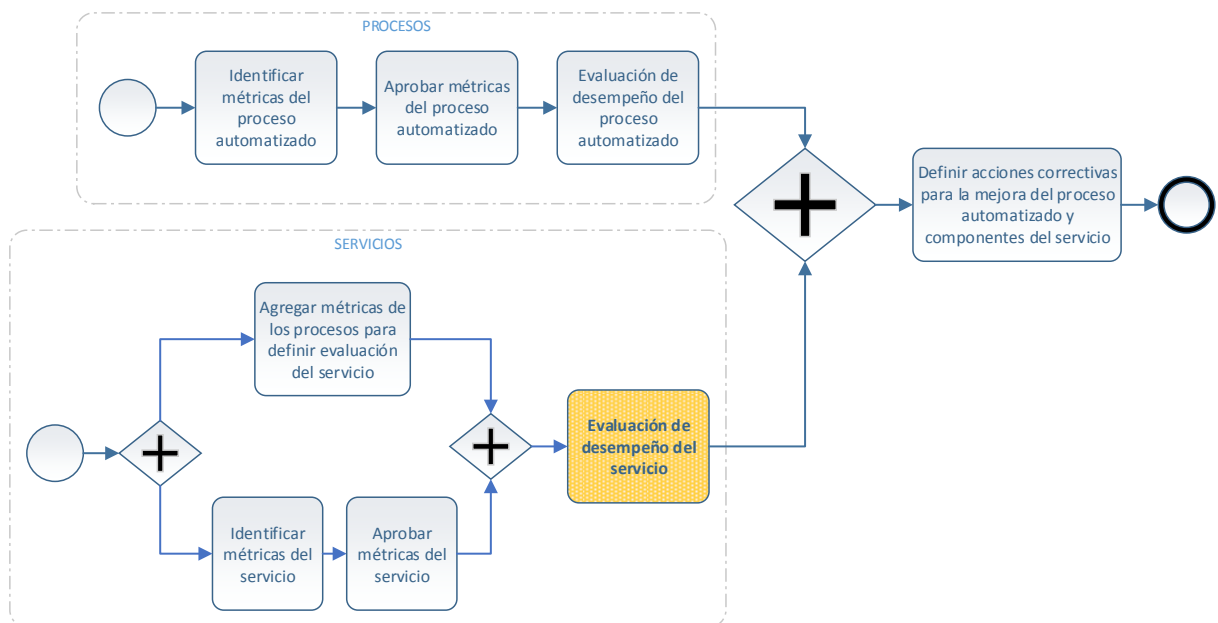 PROCESOS
Identificar
métricas del
proceso
automatizado
Aprobar métricas
del proceso
automatizado
Evaluación de
desempeño del
proceso
automatizado
Definir acciones correctivas
para la mejora del proceso
automatizado y
componentes del servicio
SERVICIOS
Agregar métricas de
los procesos para
definir evaluación
del servicio
Evaluación de
desempeño del
servicio
Identificar
métricas del
servicio
Aprobar
métricas del
servicio